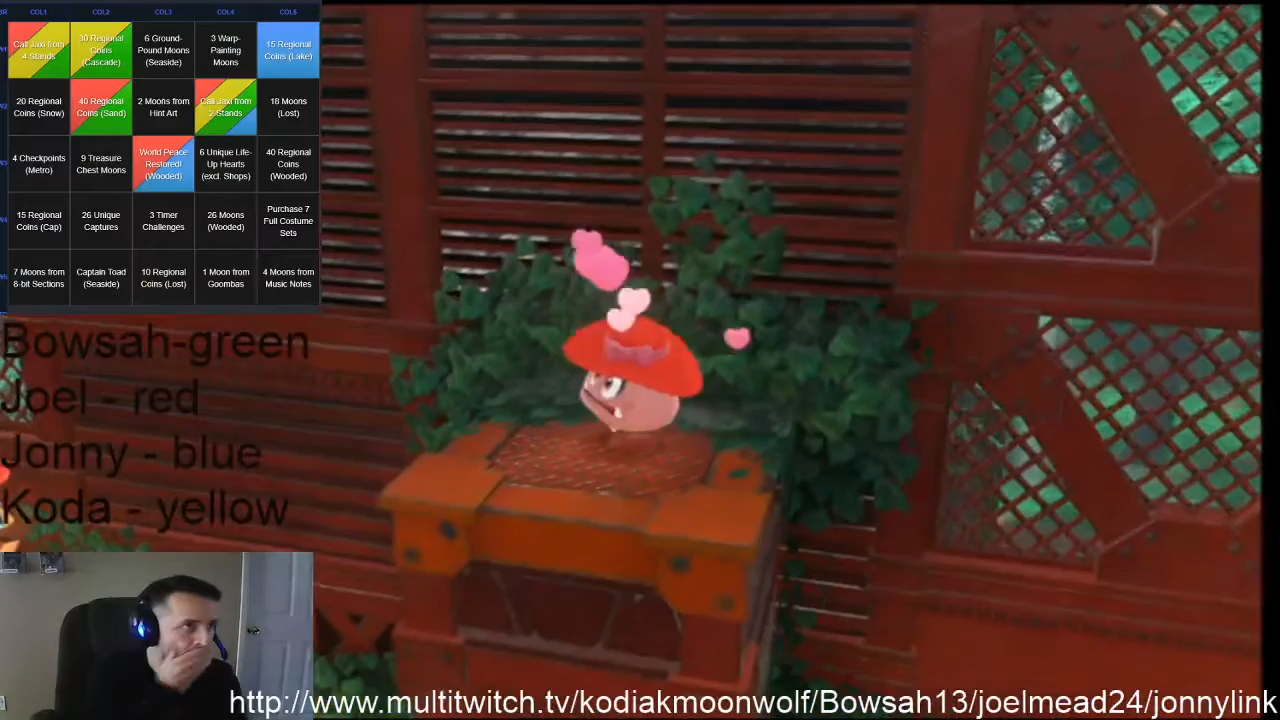 BR COL1 COL2 COL3 COL4 COL5
Call Jaxi from 4 Stands
30 Regional Coins (Cascade)
6 Ground-Pound Moons (Seaside)
3 Warp-Painting Moons
15 Regional Coins (Lake)
20 Regional Coins (Snow)
40 Regional Coins (Sand)
2 Moons from Hint Art
Call Jaxi from 2 Stands
18 Moons (Lost)
4 Checkpoints (Metro)
9 Treasure Chest Moons
World Peace Restored! (Wooded)
6 Unique Life-Up Hearts (excl. Shops)
40 Regional Coins (Wooded)
15 Regional Coins (Cap)
26 Unique Captures
3 Timer Challenges
26 Moons (Wooded)
Purchase 7 Full Costume Sets
7 Moons from 8-bit Sections
Captain Toad (Seaside)
10 Regional Coins (Lost)
1 Moon from Goombas
4 Moons from Music Notes
Bowsah-green
Joel - red
Jonny - blue
Koda - yellow
http://www.multitwitch.tv/kodiakmoonwolf/Bowsah13/joelmead24/jonnylink